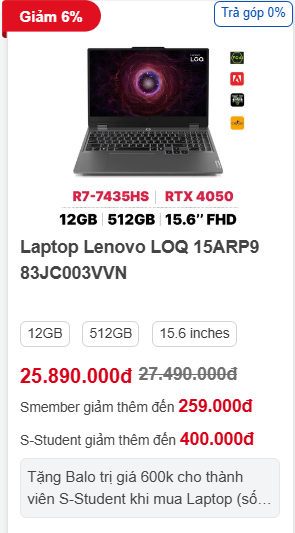 Giảm 6%
Trả góp 0%
LOQ
R7-7435HS | RTX 4050
12GB | 512GB | 15.6″ FHD
Laptop Lenovo LOQ 15ARP9
83JC003VVN
12GB 512GB 15.6 inches
25.890.000đ 27.490.000đ
Smember giảm thêm đến 259.000đ
S-Student giảm thêm đến 400.000đ
Tặng Balo trị giá 600k cho thành
viên S-Student khi mua Laptop (số...